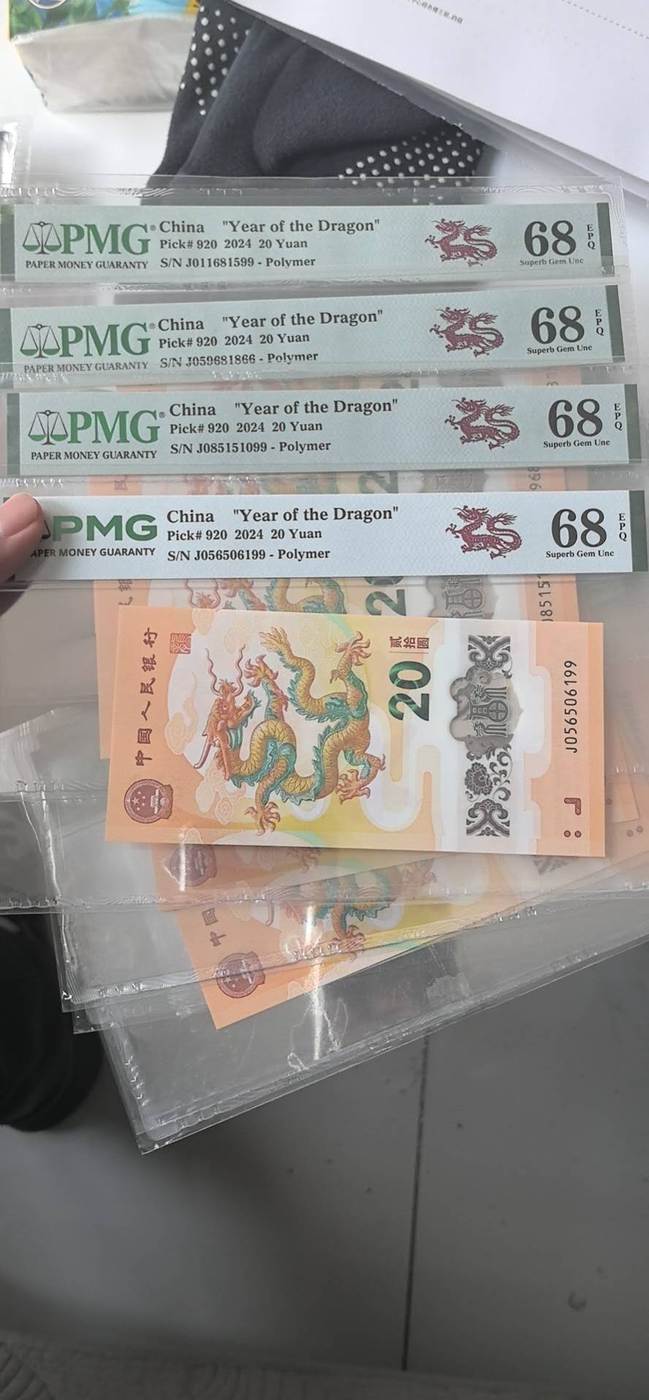 PMG
PAPER MONEY GUARANTY
China "Year of the Dragon"
Pick# 920 2024 20 Yuan
S/N J011681599 - Polymer
68
Superb Gem Unc
EPQ
PMG
PAPER MONEY GUARANTY
China "Year of the Dragon"
Pick# 920 2024 20 Yuan
S/N J059681866 - Polymer
68
Superb Gem Unc
EPQ
PMG
PAPER MONEY GUARANTY
China "Year of the Dragon"
Pick# 920 2024 20 Yuan
S/N J085151099 - Polymer
68
Superb Gem Unc
EPQ
PMG
APER MONEY GUARANTY
China "Year of the Dragon"
Pick# 920 2024 20 Yuan
S/N J056506199 - Polymer
68
Superb Gem Unc
EPQ
中國人民银行
20
贰拾圆
J056506199
中國